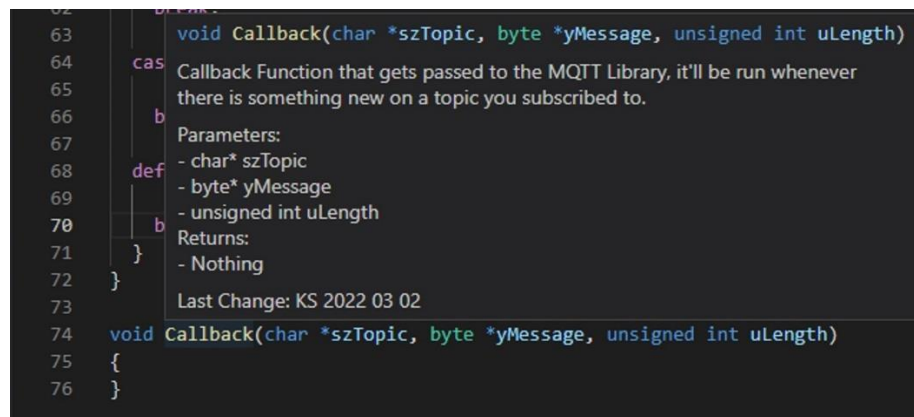 63 void Callback(char *szTopic, byte *yMessage, unsigned int uLength)
64 cas Callback Function that gets passed to the MQTT Library, it'll be run whenever
65 there is something new on a topic you subscribed to.
66 b
67 Parameters:
68 def - char* szTopic
69 - byte* yMessage
70 b - unsigned int uLength
Returns:
71 } - Nothing
72 }
73 Last Change: KS 2022 03 02
74 void Callback(char *szTopic, byte *yMessage, unsigned int uLength)
75 {
76 }